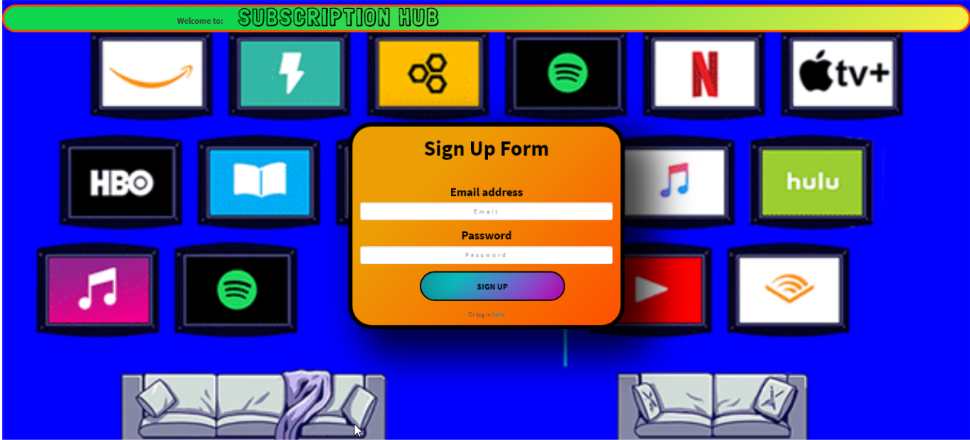 Welcome to: SUBSCRIPTION HUB
tv+
Sign Up Form
HBO
hulu
Email address
Email
Password
Password
SIGN UP
Or log in here